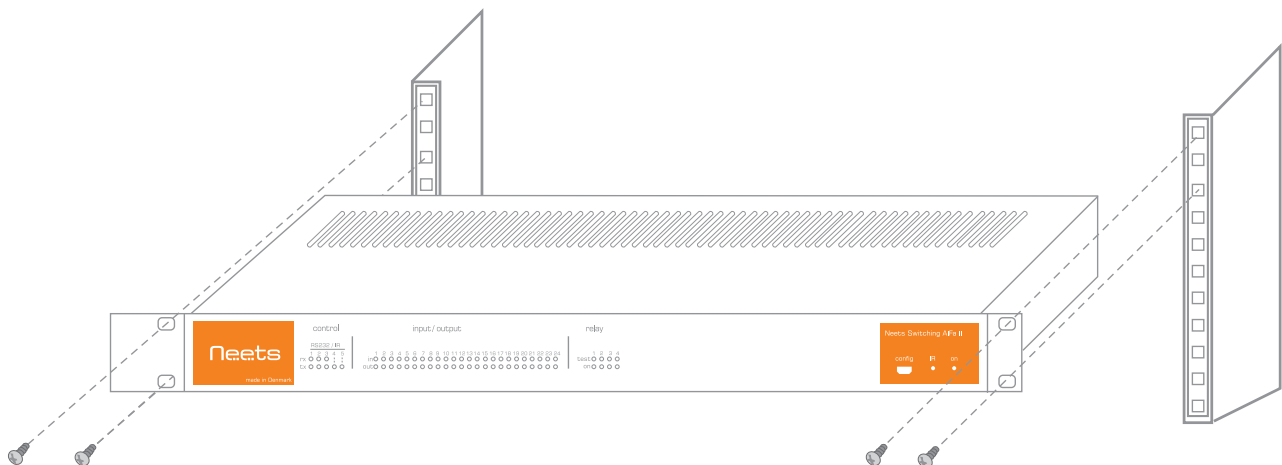 Neets
made in Denmark
control
RS232 / IR
1 2 3 4 5
rx
tx
input / output
1 2 3 4 5 6 7 8 9 10 11 12 13 14 15 16 17 18 19 20 21 22 23 24
in
out
relay
1 2 3 4
test
on
Neets Switching AlFa II
config IR on